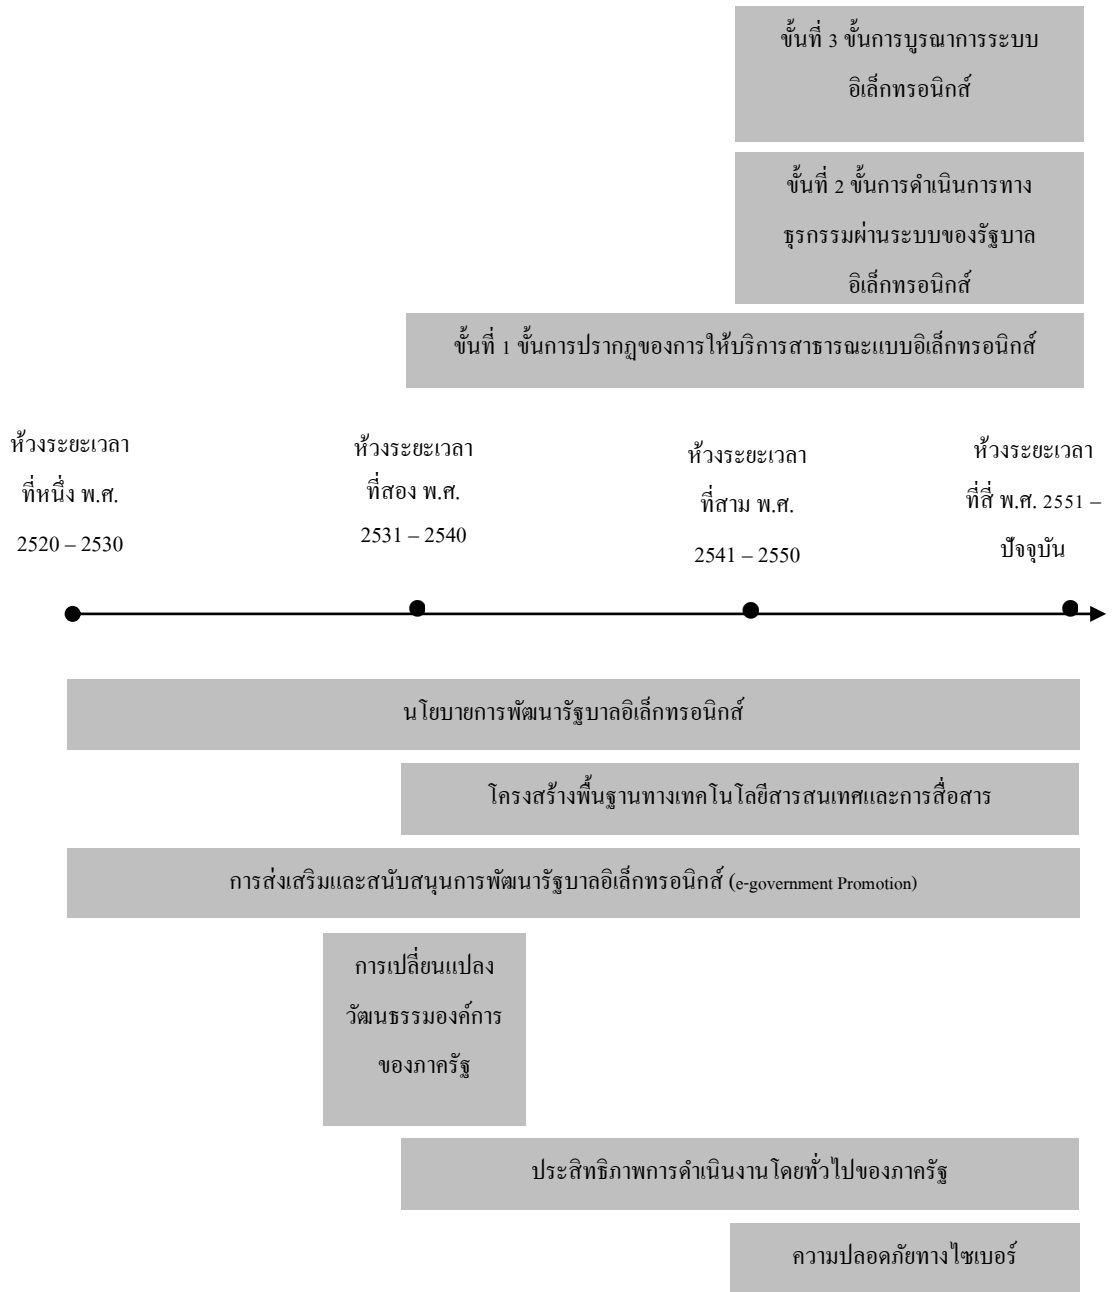 ขั้นที่ 3 ขั้นการบูรณาการระบบ
อิเล็กทรอนิกส์
ขั้นที่ 2 ขั้นการดำเนินการทาง
ธุรกรรมผ่านระบบของรัฐบาล
อิเล็กทรอนิกส์
ขั้นที่ 1 ขั้นการปรากฏของการให้บริการสาธารณะแบบอิเล็กทรอนิกส์
ห้วงระยะเวลา
ที่หนึ่ง พ.ศ.
2520 – 2530
ห้วงระยะเวลา
ที่สอง พ.ศ.
2531 – 2540
ห้วงระยะเวลา
ที่สาม พ.ศ.
2541 – 2550
ห้วงระยะเวลา
ที่สี่ พ.ศ. 2551 –
ปัจจุบัน
นโยบายการพัฒนารัฐบาลอิเล็กทรอนิกส์
โครงสร้างพื้นฐานทางเทคโนโลยีสารสนเทศและการสื่อสาร
การส่งเสริมและสนับสนุนการพัฒนารัฐบาลอิเล็กทรอนิกส์ (e-government Promotion)
การเปลี่ยนแปลง
วัฒนธรรมองค์การ
ของภาครัฐ
ประสิทธิภาพการดำเนินงานโดยทั่วไปของภาครัฐ
ความปลอดภัยทางไซเบอร์